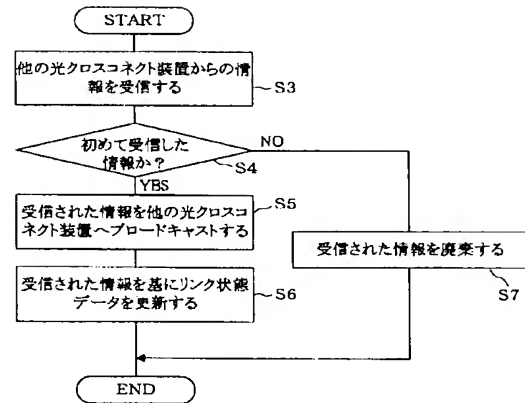 START
他の光クロスコネクト装置からの情
報を受信する
S3
初めて受信した
情報か？
NO
S4
YBS
受信された情報を他の光クロスコ
ネクト装置へブロードキャストする
S5
受信された情報を廃棄する
S7
受信された情報を基にリンク状態
データを更新する
S6
END